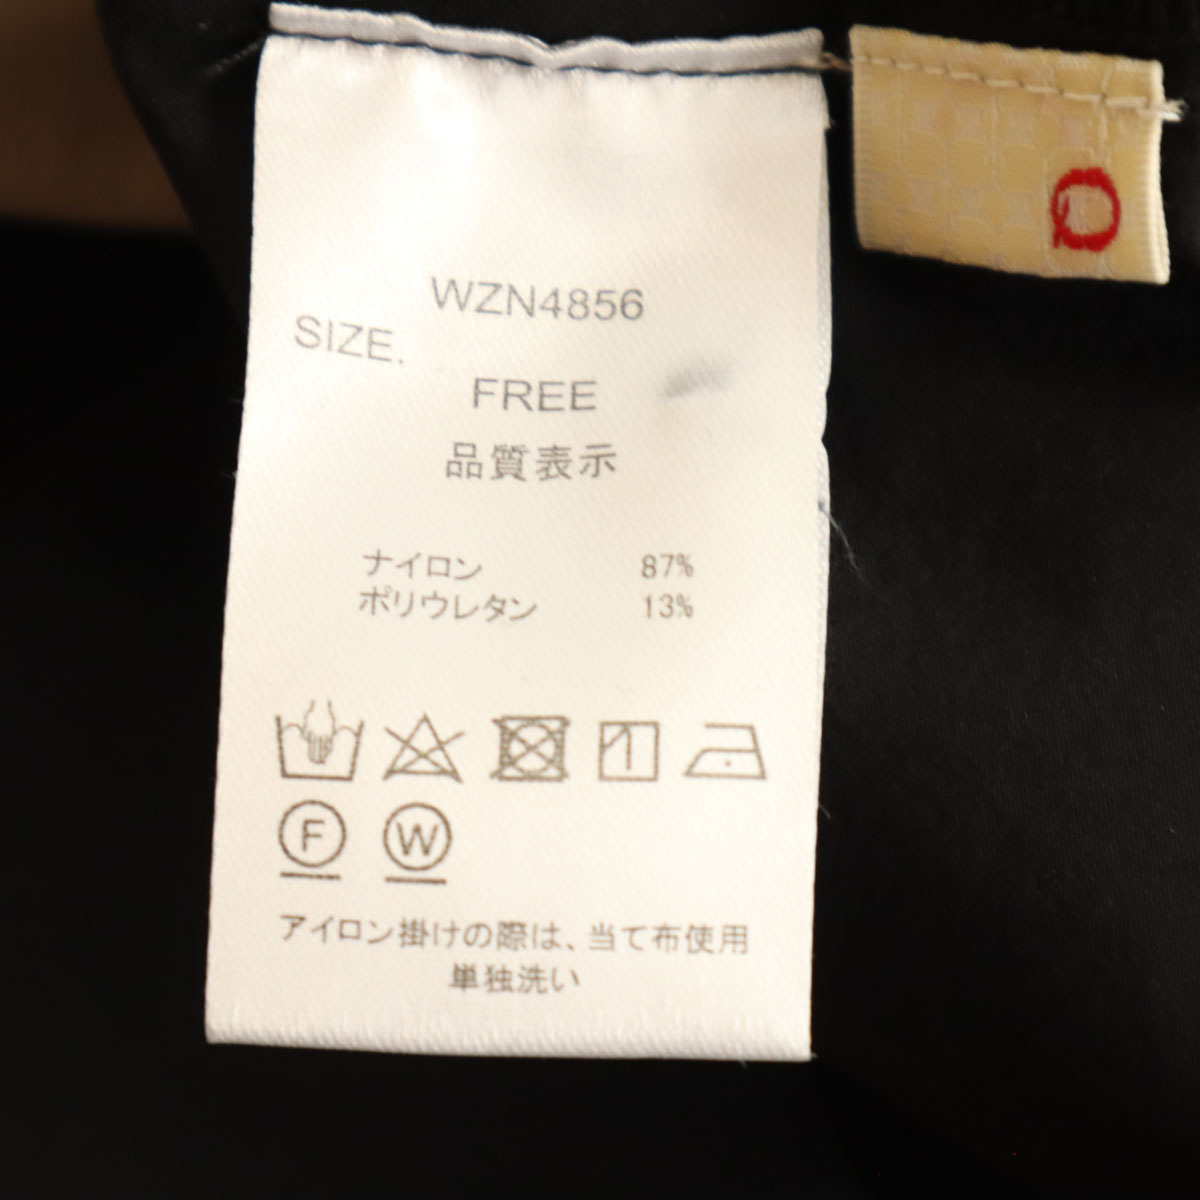 WZN4856
SIZE.
FREE
品質表示
ナイロン 87%
ポリウレタン 13%
F W
アイロン掛けの際は、当て布使用
単独洗い
Q